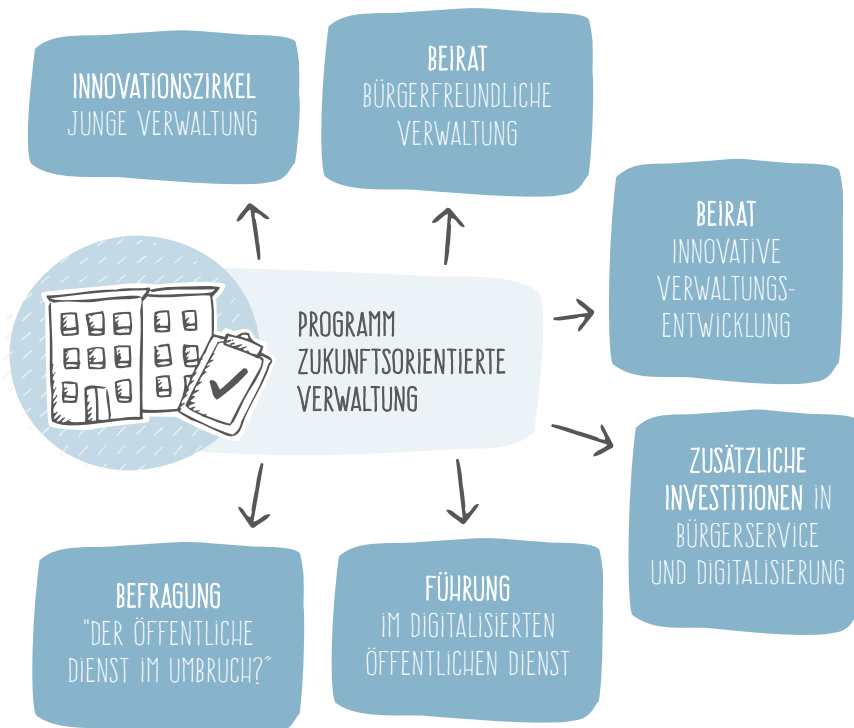 INNOVATIONSZIRKEL
JUNGE VERWALTUNG
BEIRAT
BÜRGERFREUNDLICHE
VERWALTUNG
BEIRAT
INNOVATIVE
VERWALTUNGS-
ENTWICKLUNG
PROGRAMM
ZUKUNFTSORIENTIERTE
VERWALTUNG
ZUSÄTZLICHE
INVESTITIONEN IN
BÜRGERSERVICE
UND DIGITALISIERUNG
BEFRAGUNG
"DER ÖFFENTLICHE
DIENST IM UMBRUCH?"
FÜHRUNG
IM DIGITALISIERTEN
ÖFFENTLICHEN DIENST